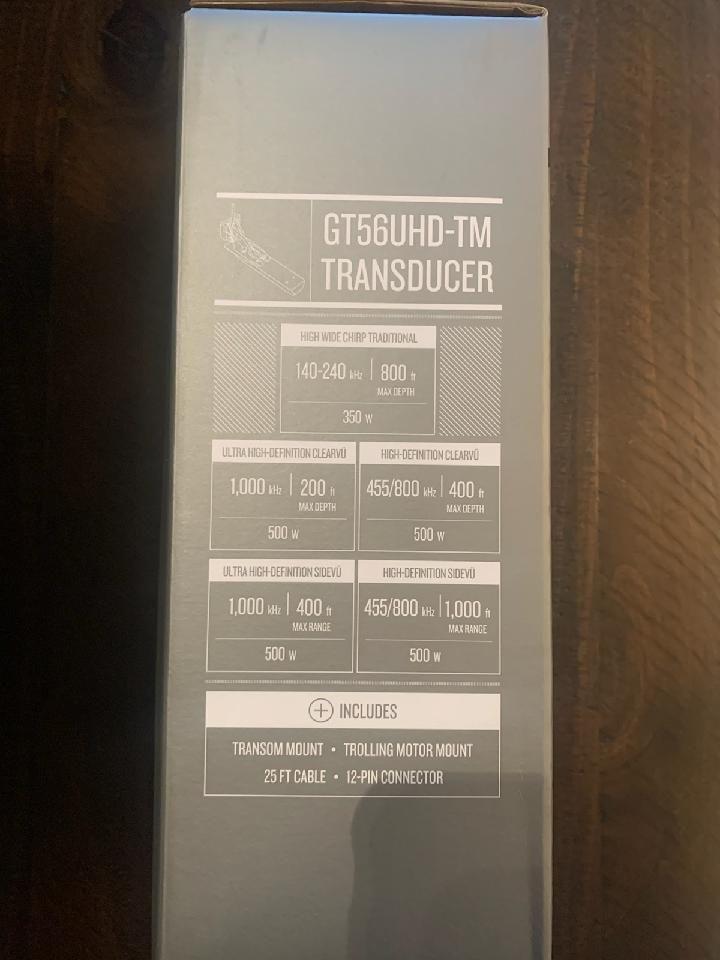 GT56UHD-TM
TRANSDUCER
HIGH WIDE CHIRP TRADITIONAL
140-240 kHz | 800 ft
MAX DEPTH
350 W
ULTRA HIGH-DEFINITION CLEARVÜ
1,000 kHz | 200 ft
MAX DEPTH
500 W
HIGH-DEFINITION CLEARVÜ
455/800 kHz | 400 ft
MAX DEPTH
500 W
ULTRA HIGH-DEFINITION SIDEVÜ
1,000 kHz | 400 ft
MAX RANGE
500 W
HIGH-DEFINITION SIDEVÜ
455/800 kHz | 1,000 ft
MAX RANGE
500 W
+ INCLUDES
TRANSOM MOUNT • TROLLING MOTOR MOUNT
25 FT CABLE • 12-PIN CONNECTOR